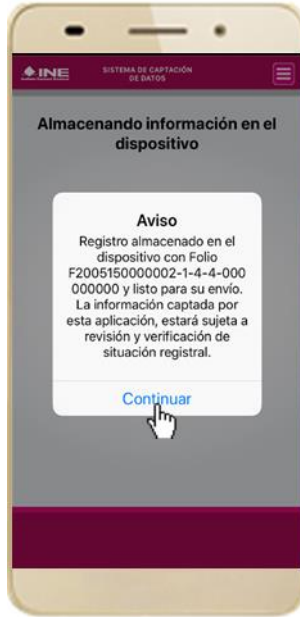 INE
SISTEMA DE CAPTACIÓN
DE DATOS
Almacenando información en el
dispositivo
Aviso
Registro almacenado en el
dispositivo con Folio
F2005150000002-1-4-4-000
000000 y listo para su envío.
La información captada por
esta aplicación, estará sujeta a
revisión y verificación de
situación registral.
Continuar